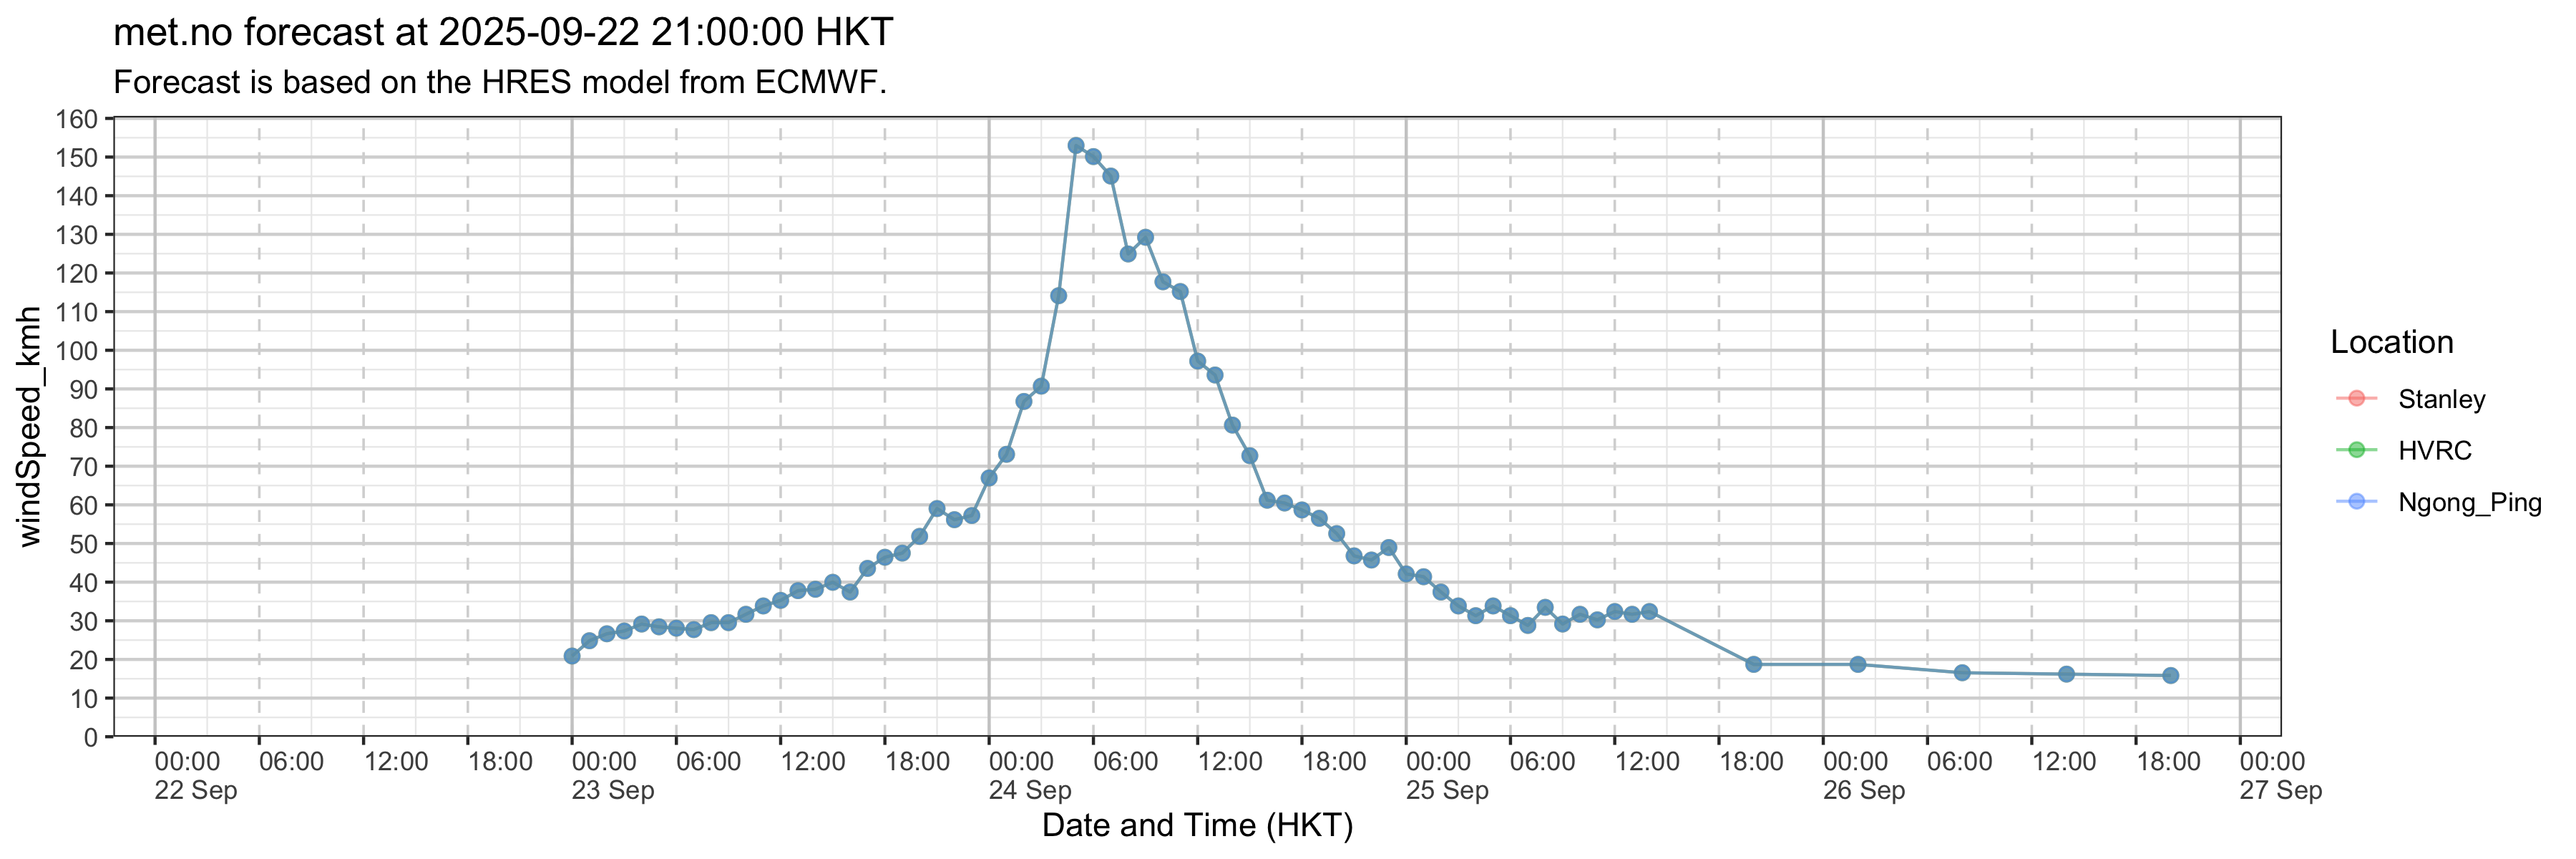 met.no forecast at 2025-09-22 21:00:00 HKT
Forecast is based on the HRES model from ECMWF.
windSpeed_kmh
160
150
140
130
120
110
100
90
80
70
60
50
40
30
20
10
0
00:00 06:00 12:00 18:00 00:00 06:00 12:00 18:00 00:00 06:00 12:00 18:00 00:00 06:00 12:00 18:00 00:00 06:00 12:00 18:00 00:00
22 Sep 23 Sep 24 Sep 25 Sep 26 Sep 27 Sep
Date and Time (HKT)
Location
Stanley
HVRC
Ngong_Ping